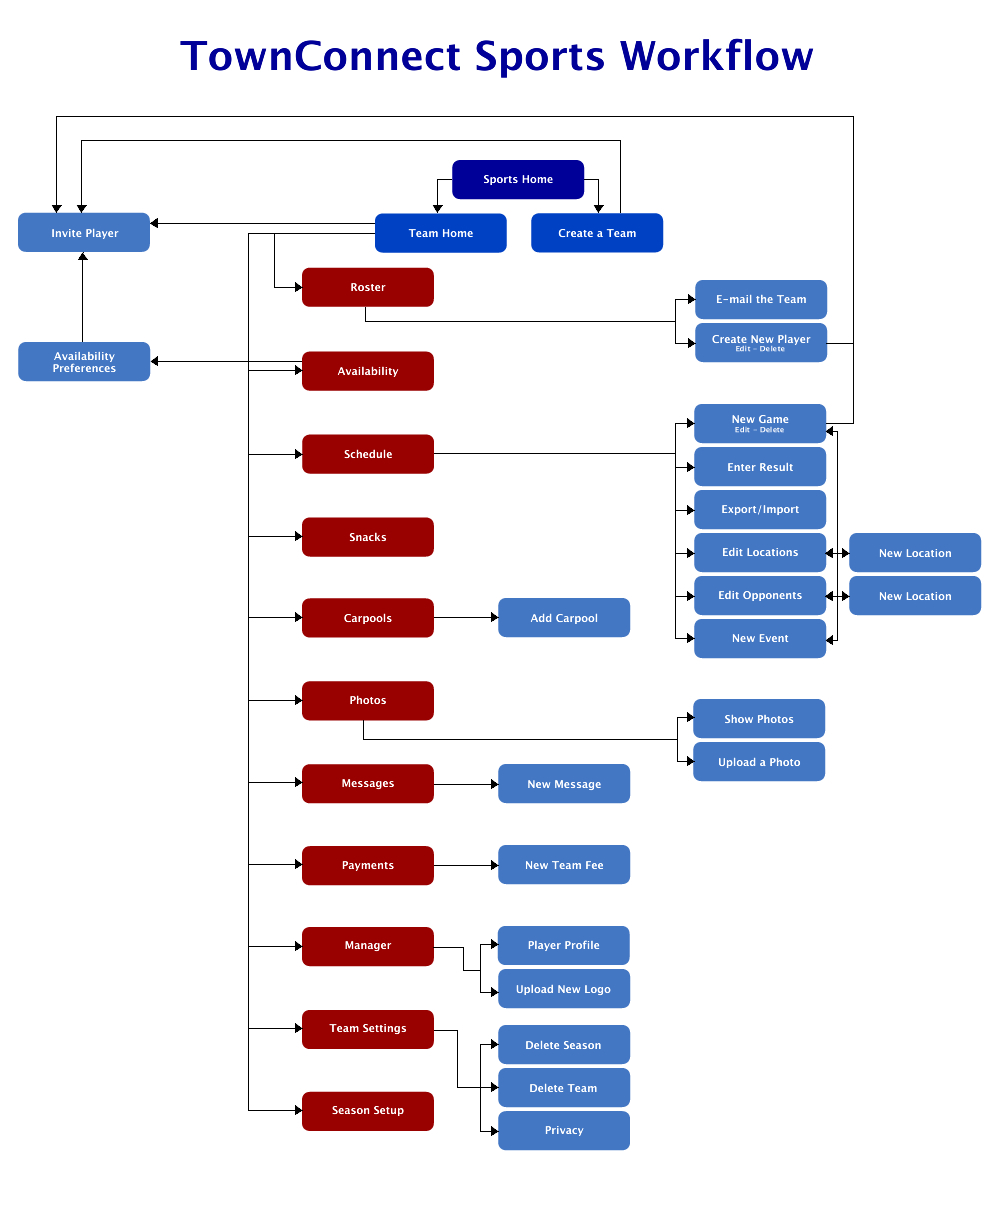 TownConnect Sports Workflow
Sports Home
Invite Player
Team Home
Create a Team
Roster
E-mail the Team
Create New Player
Edit - Delete
Availability
Preferences
Availability
New Game
Edit - Delete
Schedule
Enter Result
Export/Import
Snacks
Edit Locations
New Location
Edit Opponents
New Location
Carpools
Add Carpool
New Event
Photos
Show Photos
Upload a Photo
Messages
New Message
Payments
New Team Fee
Manager
Player Profile
Upload New Logo
Team Settings
Delete Season
Delete Team
Season Setup
Privacy